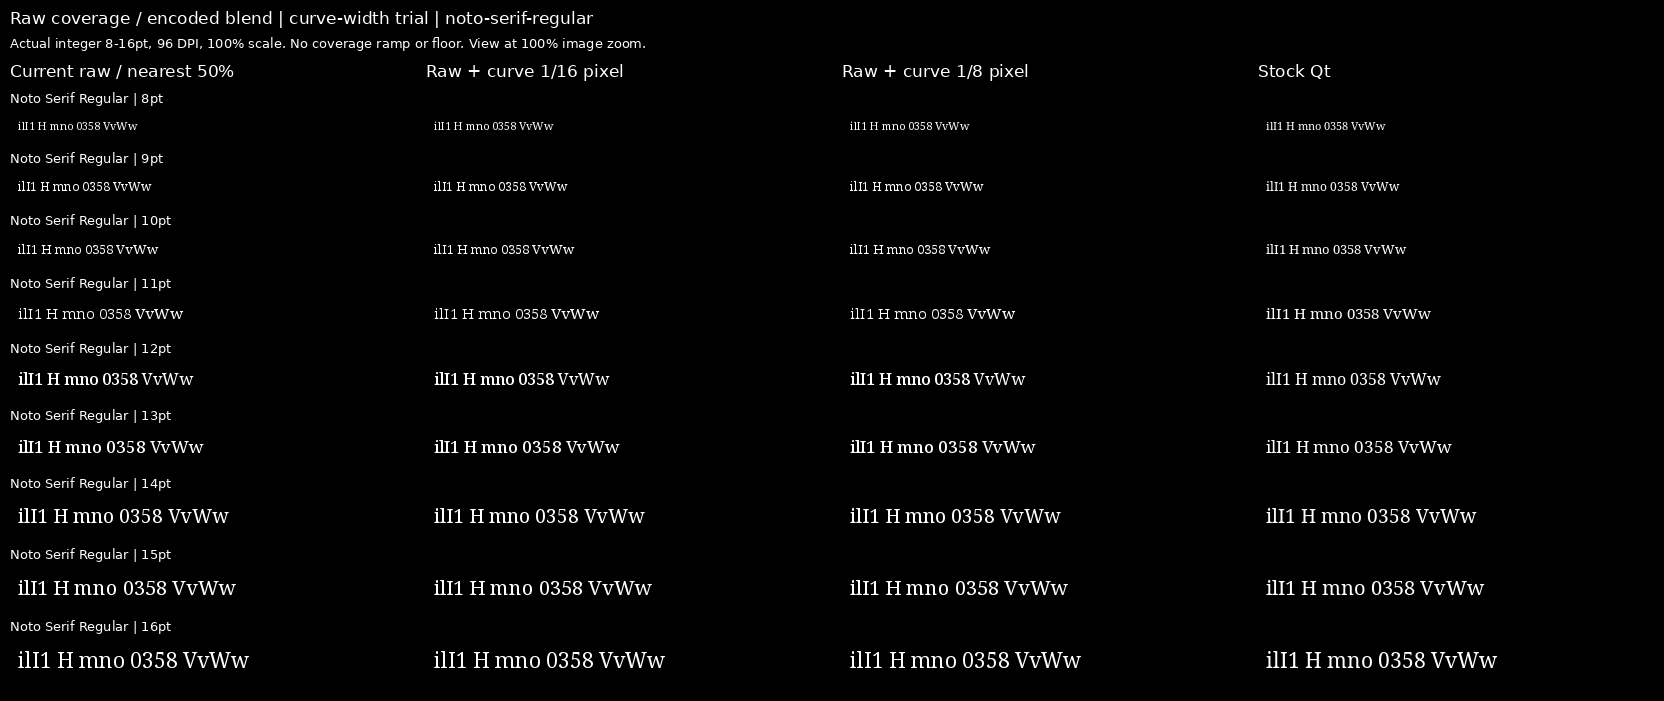 Raw coverage / encoded blend | curve-width trial | noto-serif-regular
Actual integer 8-16pt, 96 DPI, 100% scale. No coverage ramp or floor. View at 100% image zoom.
Current raw / nearest 50% Raw + curve 1/16 pixel Raw + curve 1/8 pixel Stock Qt
Noto Serif Regular | 8pt
ilI1 H mno 0358 VvWw ilI1 H mno 0358 VvWw ilI1 H mno 0358 VvWw ilI1 H mno 0358 VvWw
Noto Serif Regular | 9pt
ilI1 H mno 0358 VvWw ilI1 H mno 0358 VvWw ilI1 H mno 0358 VvWw ilI1 H mno 0358 VvWw
Noto Serif Regular | 10pt
ilI1 H mno 0358 VvWw ilI1 H mno 0358 VvWw ilI1 H mno 0358 VvWw ilI1 H mno 0358 VvWw
Noto Serif Regular | 11pt
ilI1 H mno 0358 VvWw ilI1 H mno 0358 VvWw ilI1 H mno 0358 VvWw ilI1 H mno 0358 VvWw
Noto Serif Regular | 12pt
ilI1 H mno 0358 VvWw ilI1 H mno 0358 VvWw ilI1 H mno 0358 VvWw ilI1 H mno 0358 VvWw
Noto Serif Regular | 13pt
ilI1 H mno 0358 VvWw ilI1 H mno 0358 VvWw ilI1 H mno 0358 VvWw ilI1 H mno 0358 VvWw
Noto Serif Regular | 14pt
ilI1 H mno 0358 VvWw ilI1 H mno 0358 VvWw ilI1 H mno 0358 VvWw ilI1 H mno 0358 VvWw
Noto Serif Regular | 15pt
ilI1 H mno 0358 VvWw ilI1 H mno 0358 VvWw ilI1 H mno 0358 VvWw ilI1 H mno 0358 VvWw
Noto Serif Regular | 16pt
ilI1 H mno 0358 VvWw ilI1 H mno 0358 VvWw ilI1 H mno 0358 VvWw ilI1 H mno 0358 VvWw